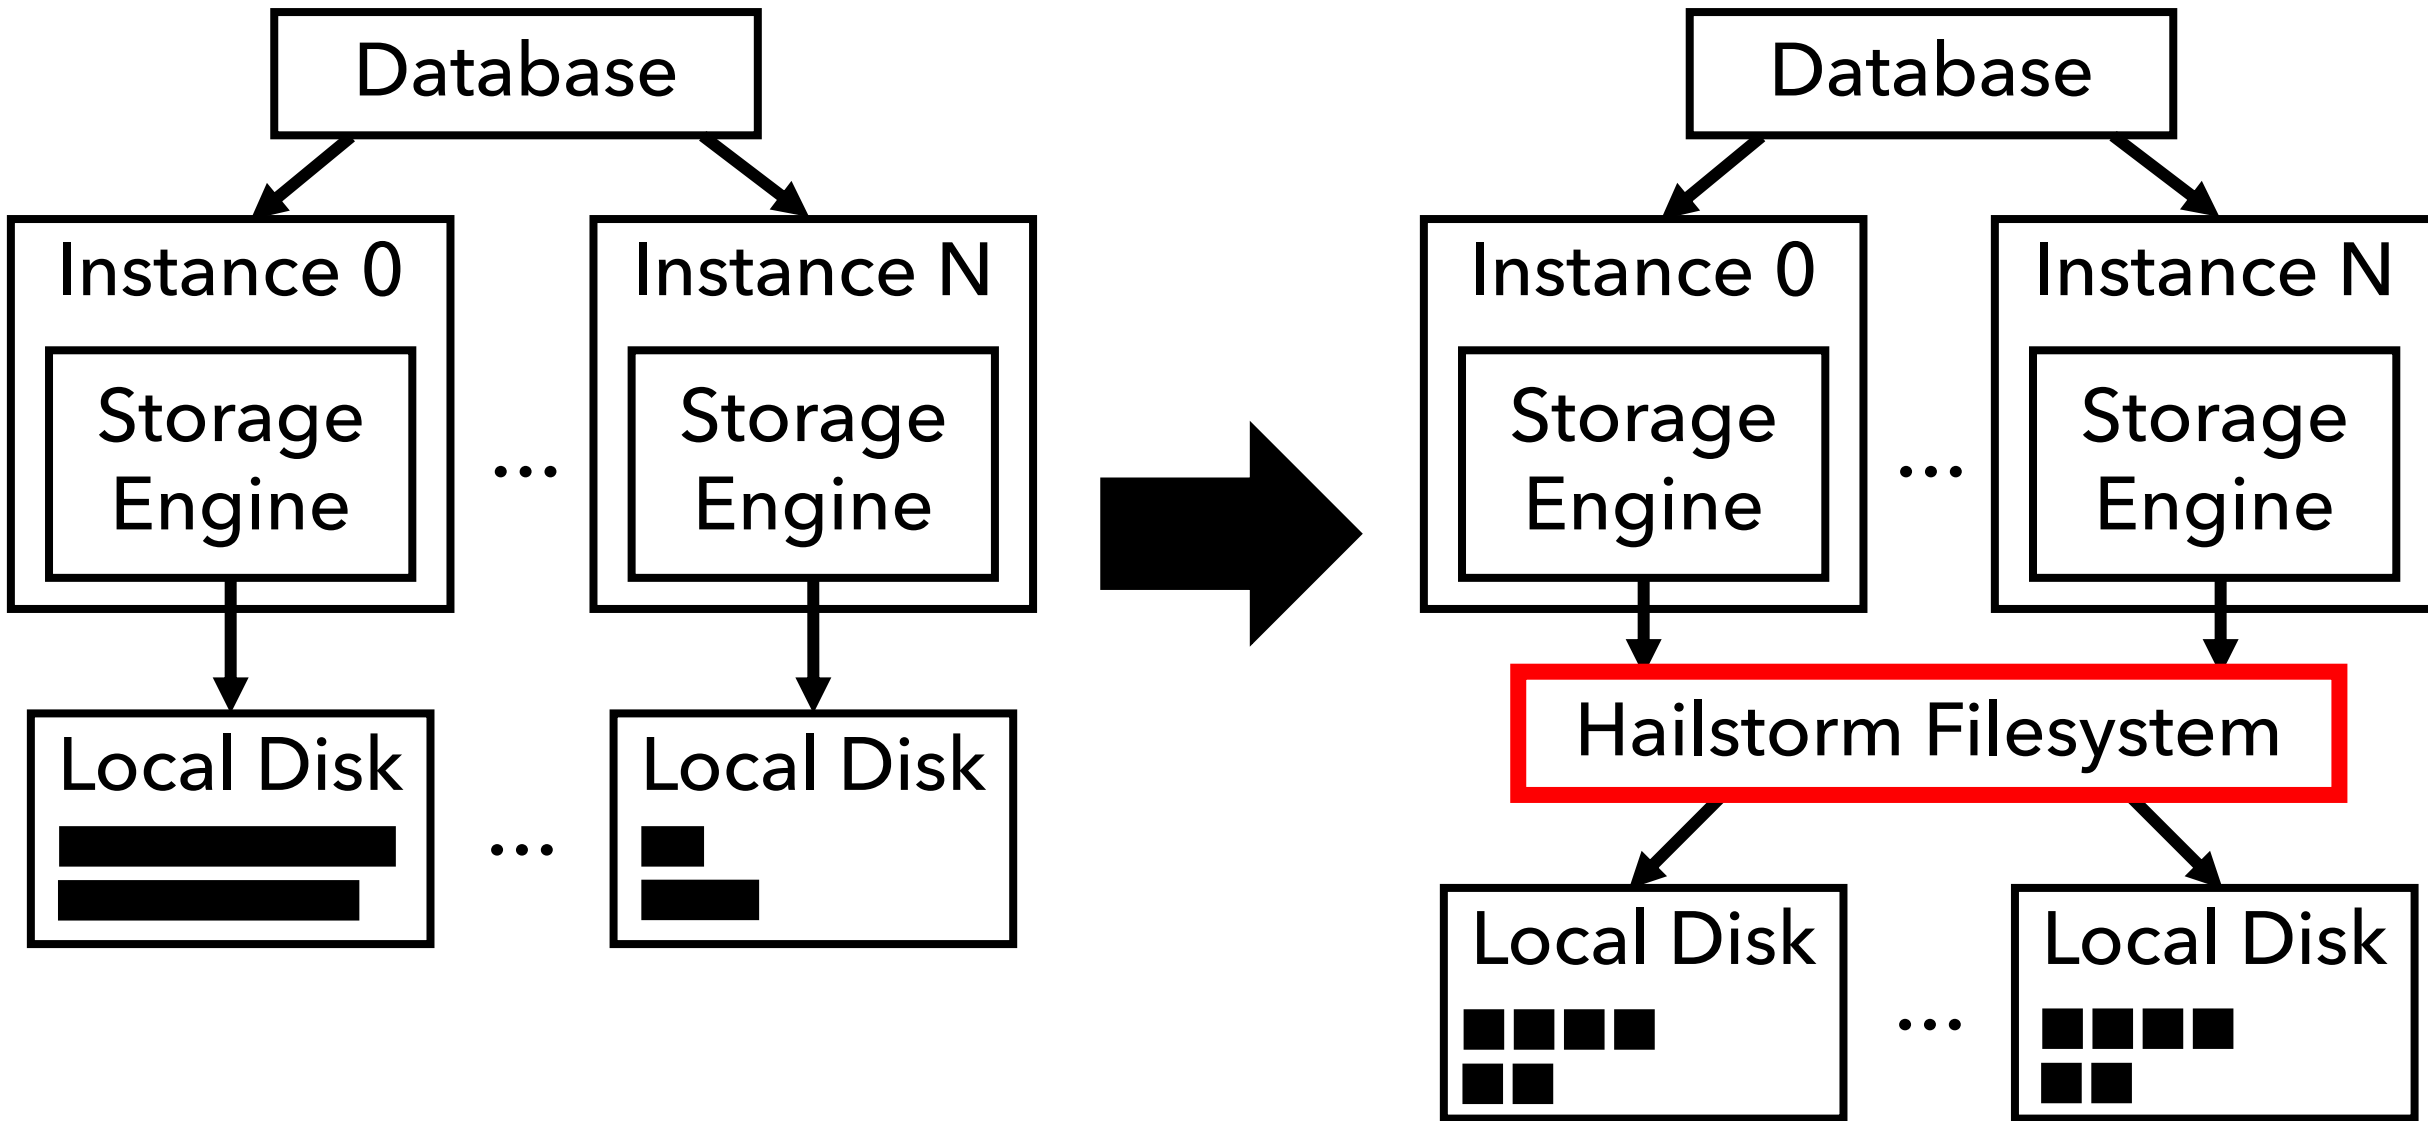 Database
Instance 0
Storage
Engine
...
Instance N
Storage
Engine
Local Disk
...
Local Disk
Database
Instance 0
Storage
Engine
...
Instance N
Storage
Engine
Hailstorm Filesystem
Local Disk
...
Local Disk